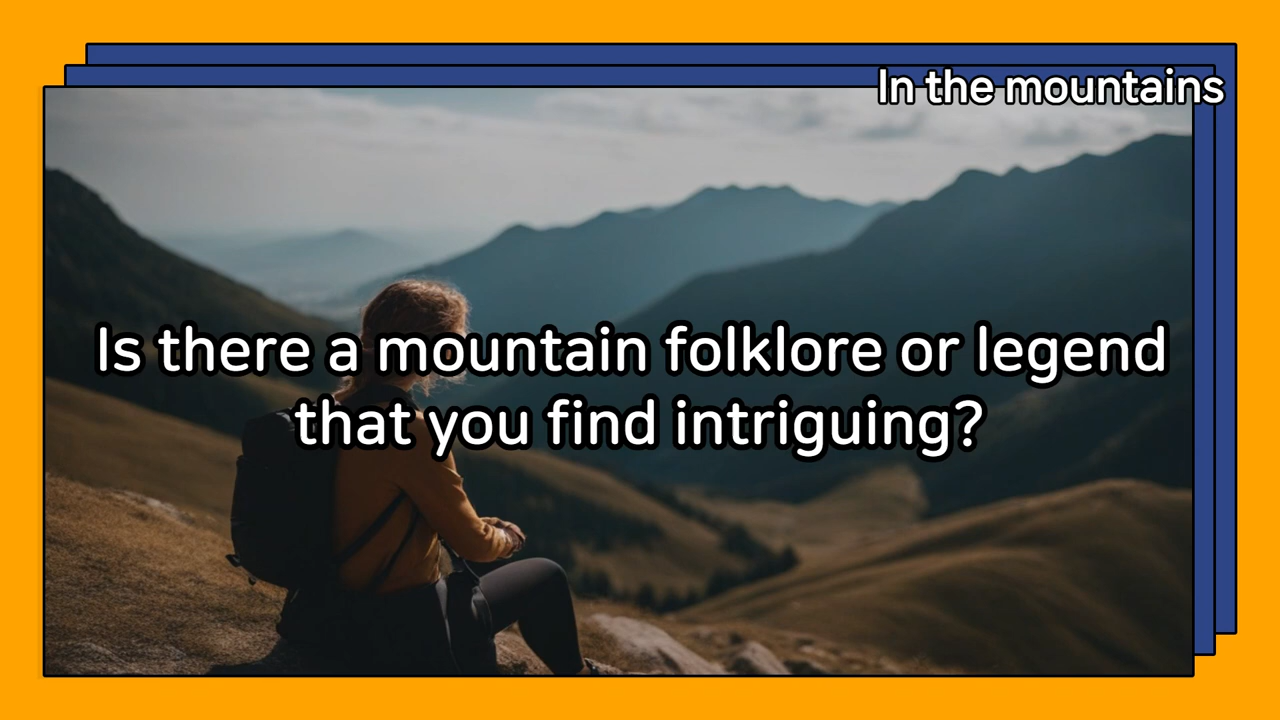 In the mountains
Is there a mountain folklore or legend
that you find intriguing?